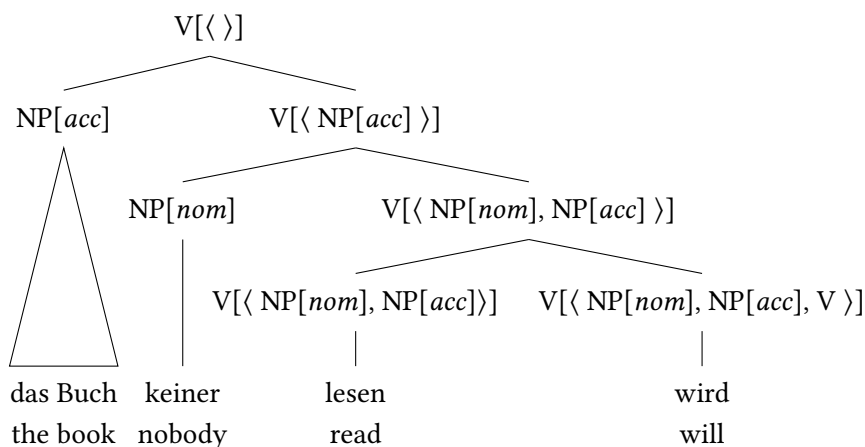 V[⟨ ⟩]
NP[acc] V[⟨ NP[acc] ⟩]
NP[nom] V[⟨ NP[nom], NP[acc] ⟩]
V[⟨ NP[nom], NP[acc]⟩] V[⟨ NP[nom], NP[acc], V ⟩]
das Buch keiner lesen wird
the book nobody read will